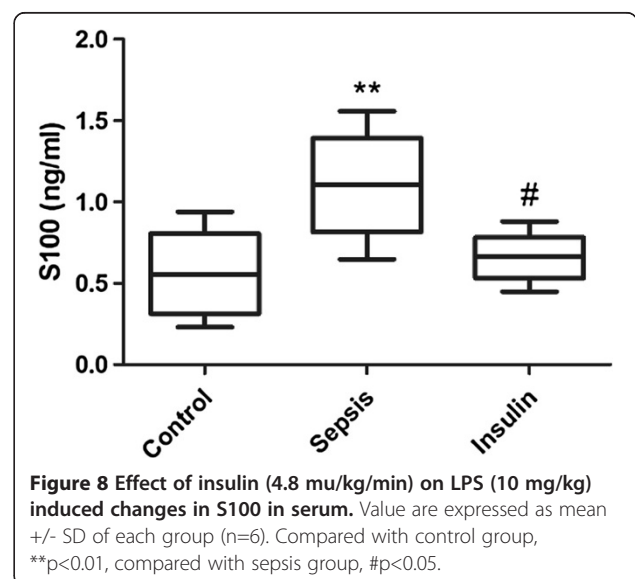 2.0
1.5
1.0
0.5
0.0
S100 (ng/ml)
**
#
Control
Sepsis
Insulin
Figure 8 Effect of insulin (4.8 mu/kg/min) on LPS (10 mg/kg)
induced changes in S100 in serum. Value are expressed as mean
+/- SD of each group (n=6). Compared with control group,
**p<0.01, compared with sepsis group, #p<0.05.